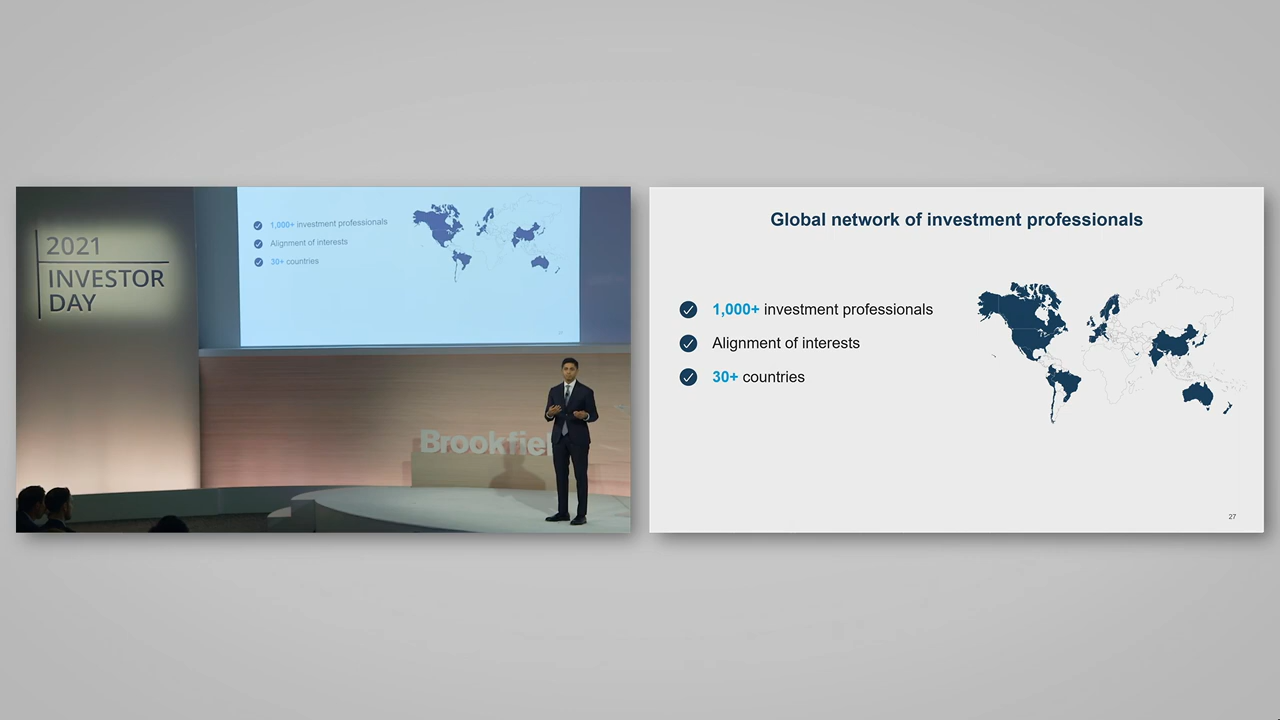 2021
INVESTOR
DAY
1,000+ investment professionals
Alignment of interests
30+ countries
Brookfiel
Global network of investment professionals
1,000+ investment professionals
Alignment of interests
30+ countries
27